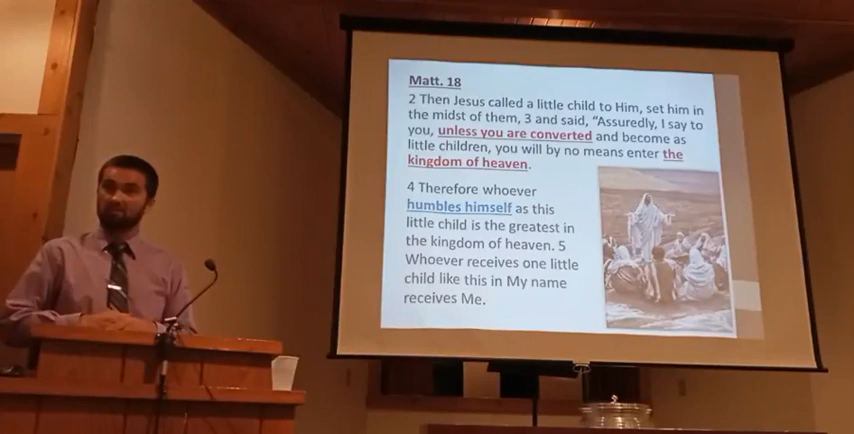 Matt. 18
2 Then Jesus called a little child to Him, set him in
the midst of them, 3 and said, “Assuredly, I say to
you, unless you are converted and become as
little children, you will by no means enter the
kingdom of heaven.
4 Therefore whoever
humbles himself as this
little child is the greatest in
the kingdom of heaven. 5
Whoever receives one little
child like this in My name
receives Me.